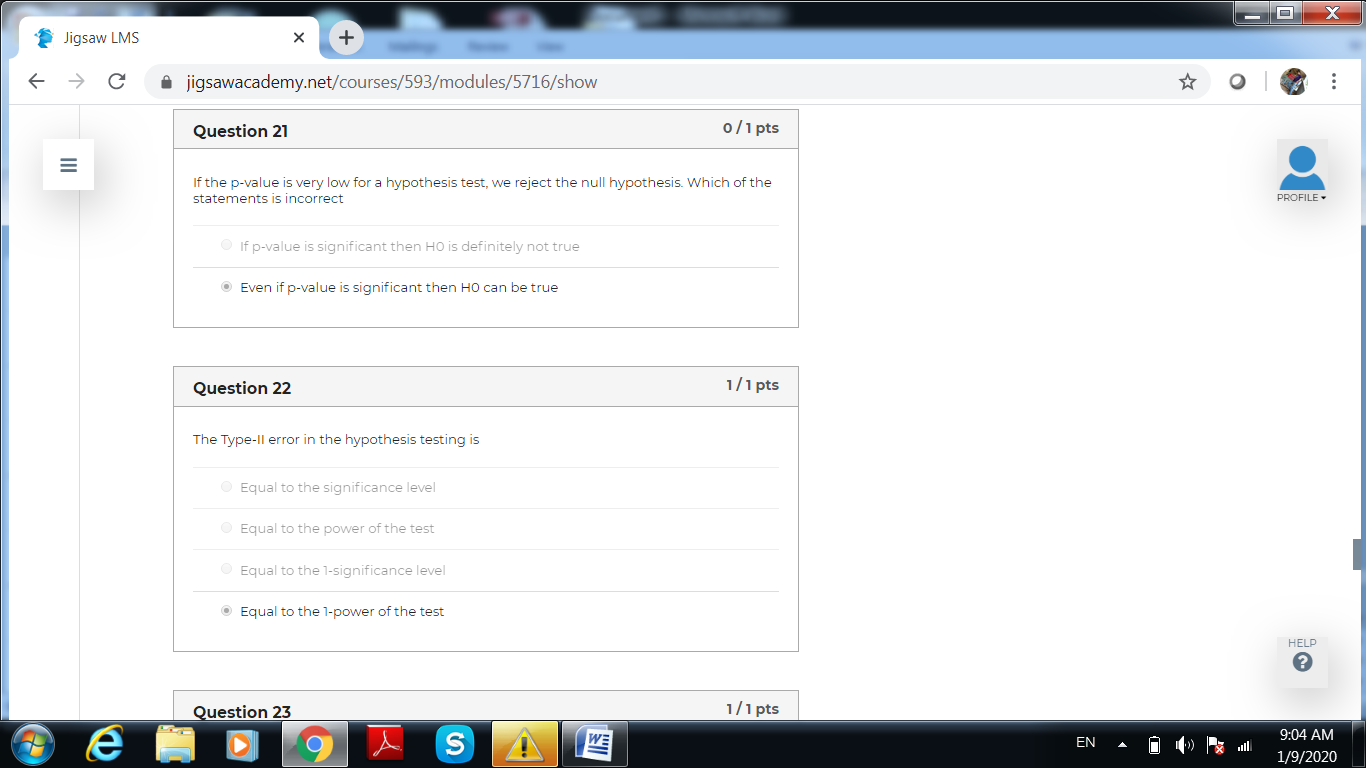 Jigsaw LMS
jigsawacademy.net/courses/593/modules/5716/show
PROFILE
Question 21
0 / 1 pts
If the p-value is very low for a hypothesis test, we reject the null hypothesis. Which of the
statements is incorrect
If p-value is significant then H0 is definitely not true
Even if p-value is significant then H0 can be true
Question 22
1 / 1 pts
The Type-II error in the hypothesis testing is
Equal to the significance level
Equal to the power of the test
Equal to the 1-significance level
Equal to the 1-power of the test
HELP
Question 23
1 / 1 pts
EN
9:04 AM
1/9/2020